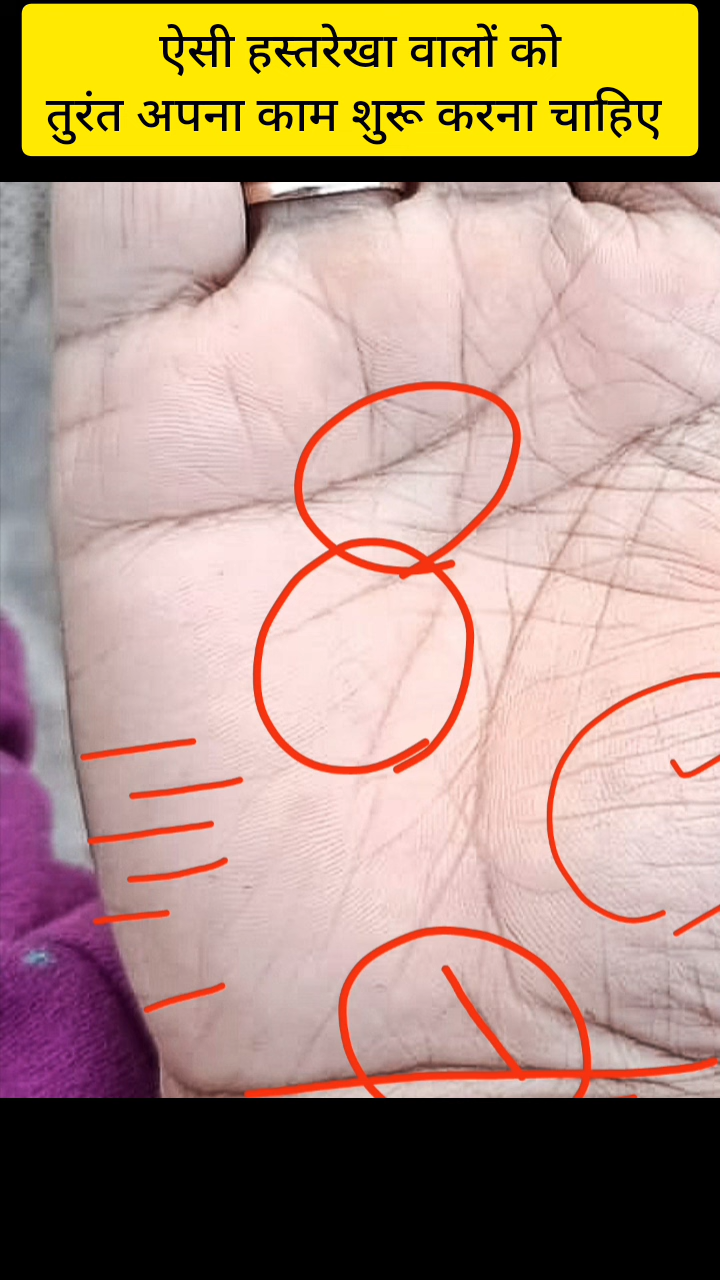 ऐसी हस्तरेखा वालों को
तुरंत अपना काम शुरू करना चाहिए